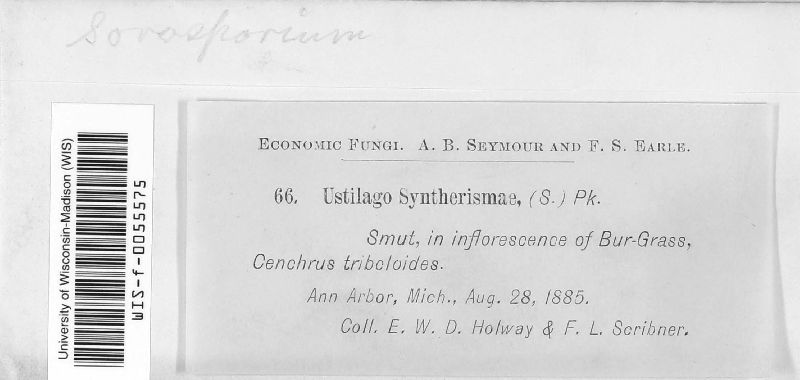 Sorosporium
ECONOMIC FUNGI. A. B. SEYMOUR AND F. S. EARLE.
66. Ustilago Syntherismae, (S.) Pk.
Smut, in inflorescence of Bur-Grass,
Cenchrus tribcloides.
Ann Arbor, Mich., Aug. 28, 1885.
Coll. E. W. D. Holway & F. L. Scribner.
University of Wisconsin-Madison (WIS)
WIS-f-0055575